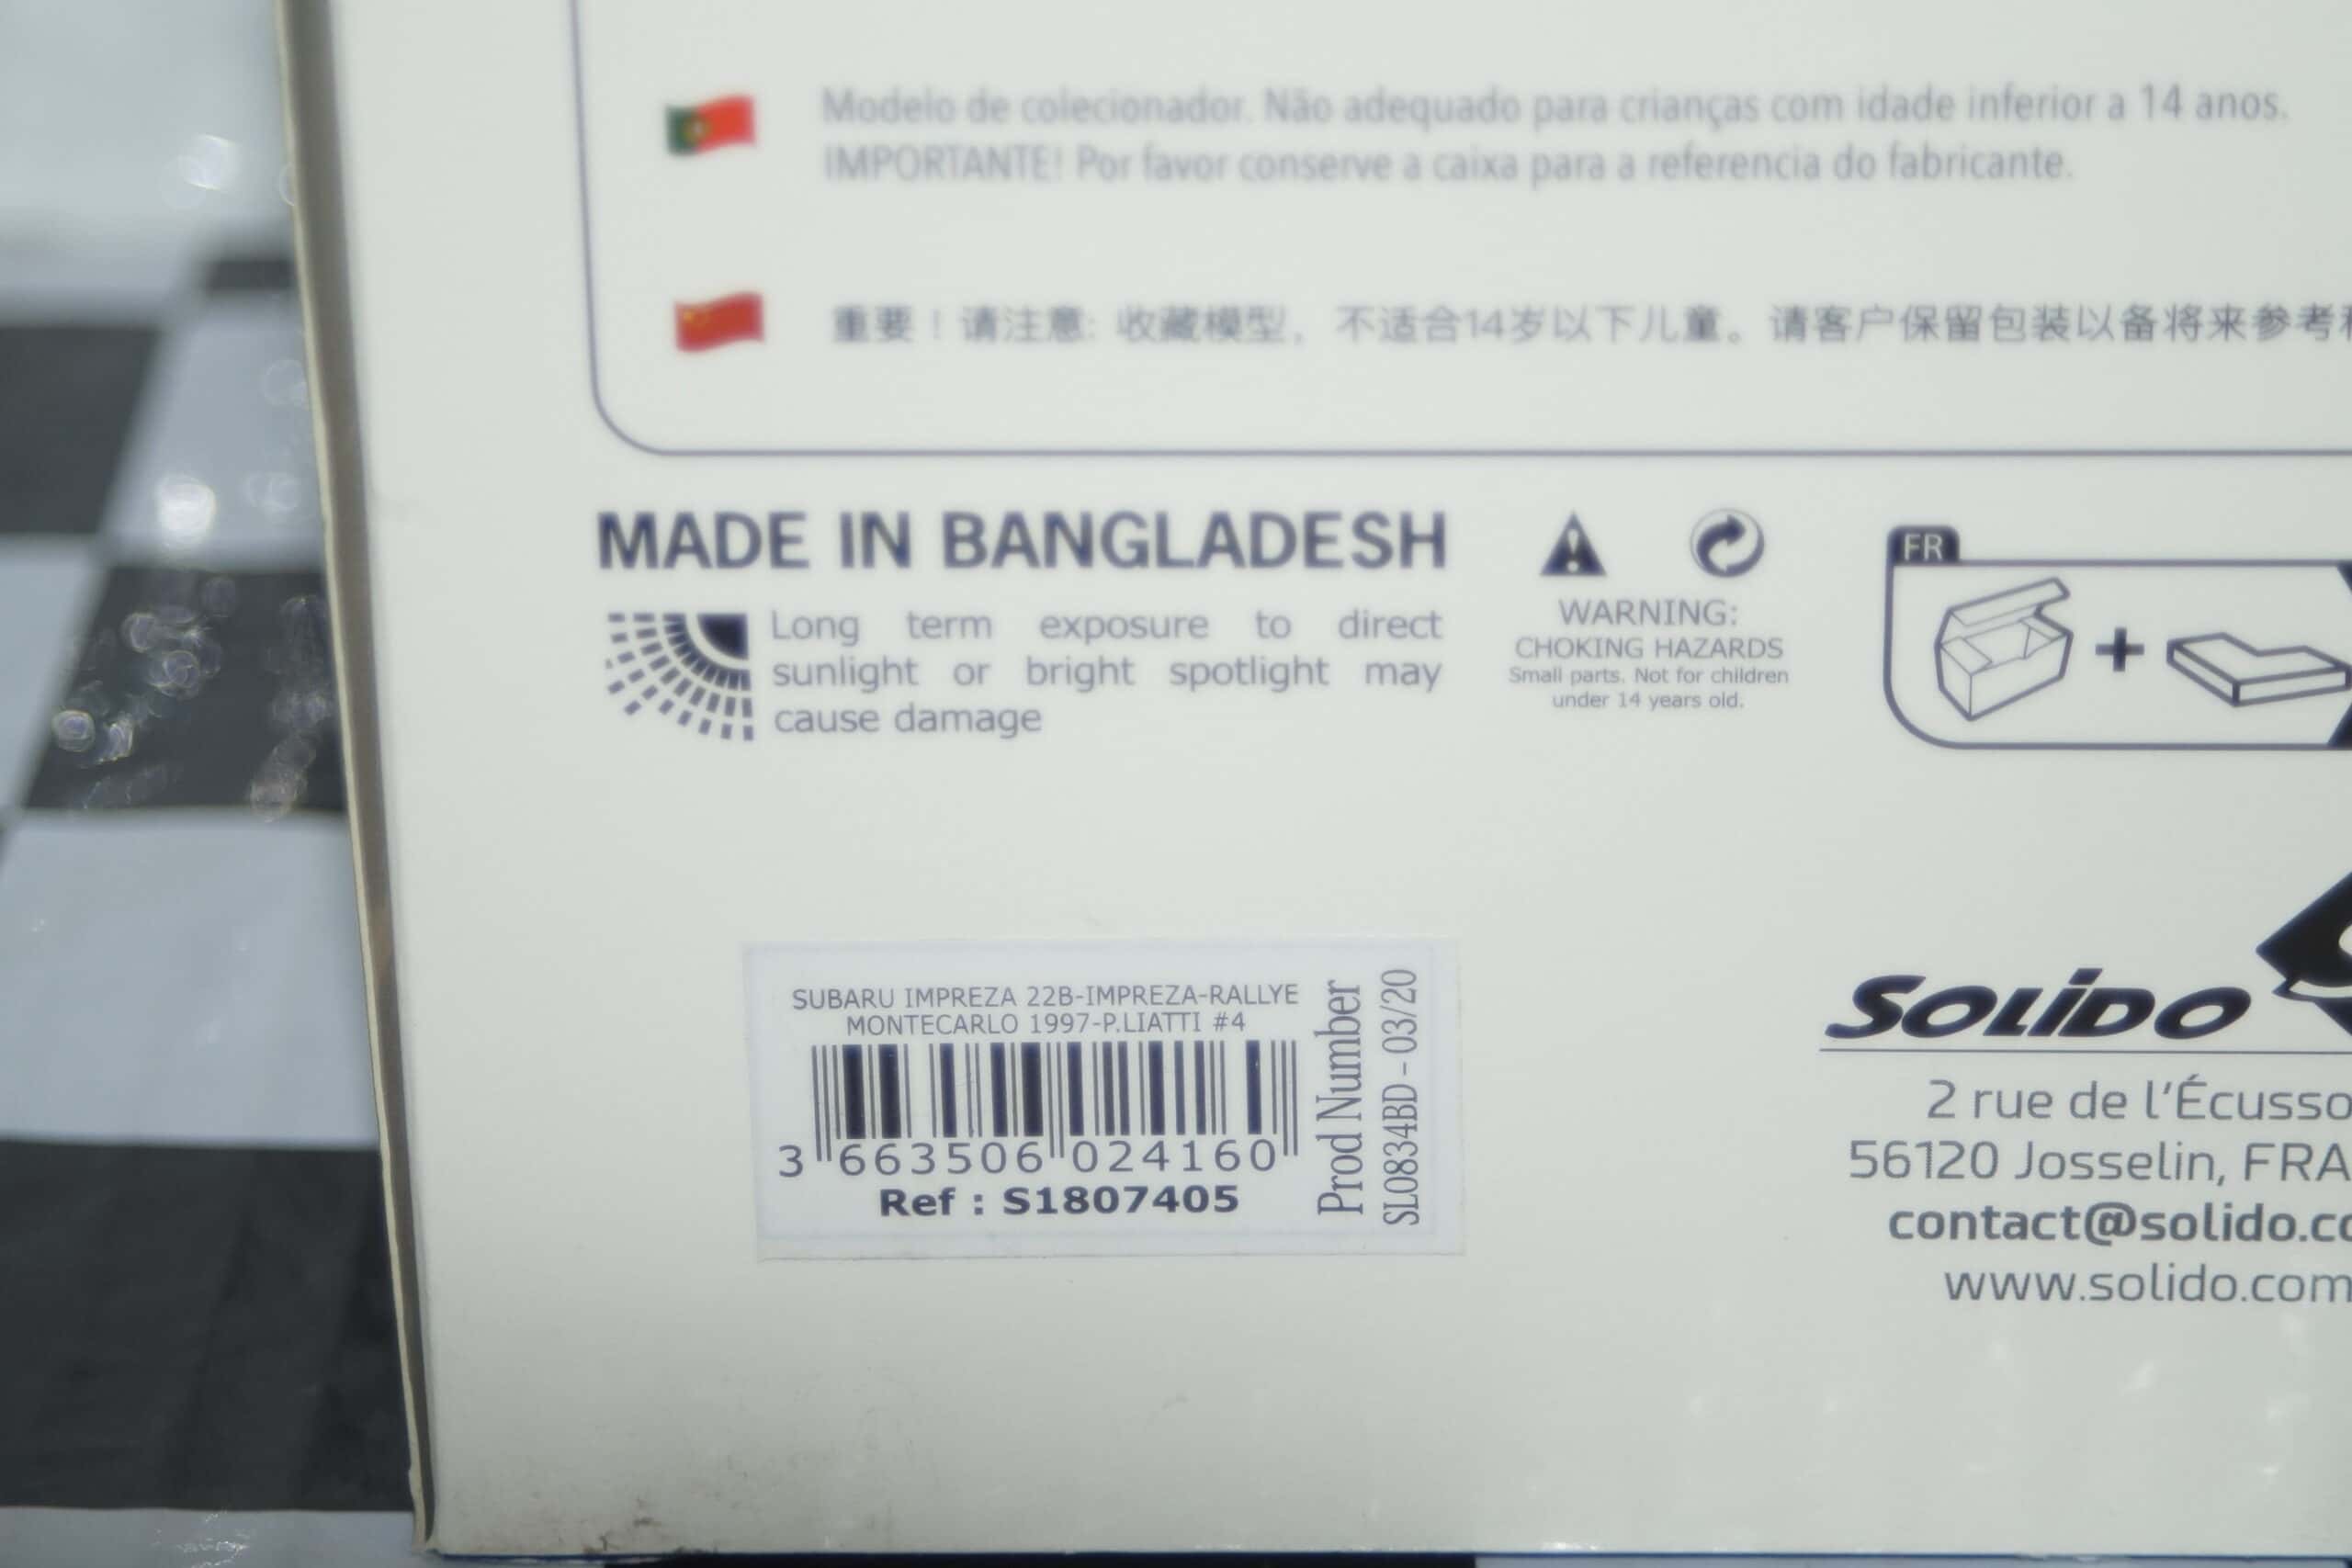 Modelo de colecionador. Não adequado para crianças com idade inferior a 14 anos.
IMPORTANTE! Por favor conserve a caixa para a referencia do fabricante.
重要！请注意: 收藏模型，不适合14岁以下儿童。请客户保留包装以备将来参考
MADE IN BANGLADESH
Long term exposure to direct
sunlight or bright spotlight may
cause damage
WARNING:
CHOKING HAZARDS
Small parts. Not for children
under 14 years old.
FR
+
SUBARU IMPREZA 22B-IMPREZA-RALLYE
MONTECARLO 1997-P.LIATTI #4
3 663506 024160
Ref : S1807405
Prod Number
SL0834BD - 03/20
SOLIDO
2 rue de l'Écusso
56120 Josselin, FRA
contact@solido.co
www.solido.com